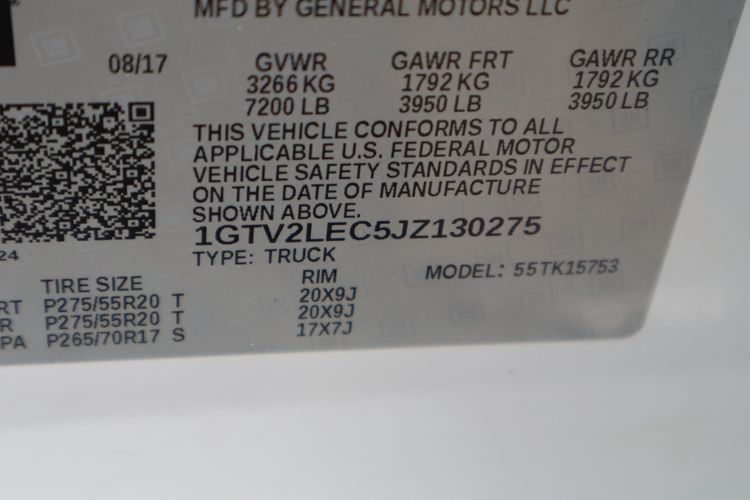 MFD BY GENERAL MOTORS LLC
08/17 GVWR GAWR FRT GAWR RR
3266 KG 1792 KG 1792 KG
7200 LB 3950 LB 3950 LB
THIS VEHICLE CONFORMS TO ALL
APPLICABLE U.S. FEDERAL MOTOR
VEHICLE SAFETY STANDARDS IN EFFECT
ON THE DATE OF MANUFACTURE
SHOWN ABOVE.
1GTV2LEC5JZ130275
24
TYPE: TRUCK MODEL: 55TK15753
TIRE SIZE RIM
RT P275/55R20 T 20X9J
R P275/55R20 T 20X9J
PA P265/70R17 S 17X7J